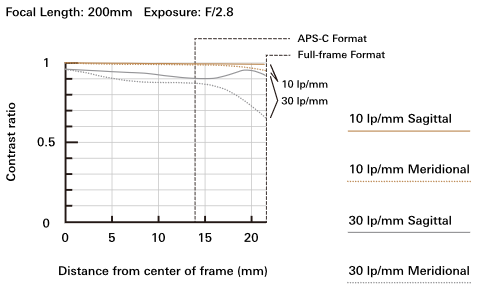 Focal Length: 200mm   Exposure: F/2.8
APS-C Format
Full-frame Format
1
10 lp/mm
30 lp/mm
0.5
0
Contrast ratio
0 5 10 15 20
Distance from center of frame (mm)
10 lp/mm Sagittal
10 lp/mm Meridional
30 lp/mm Sagittal
30 lp/mm Meridional